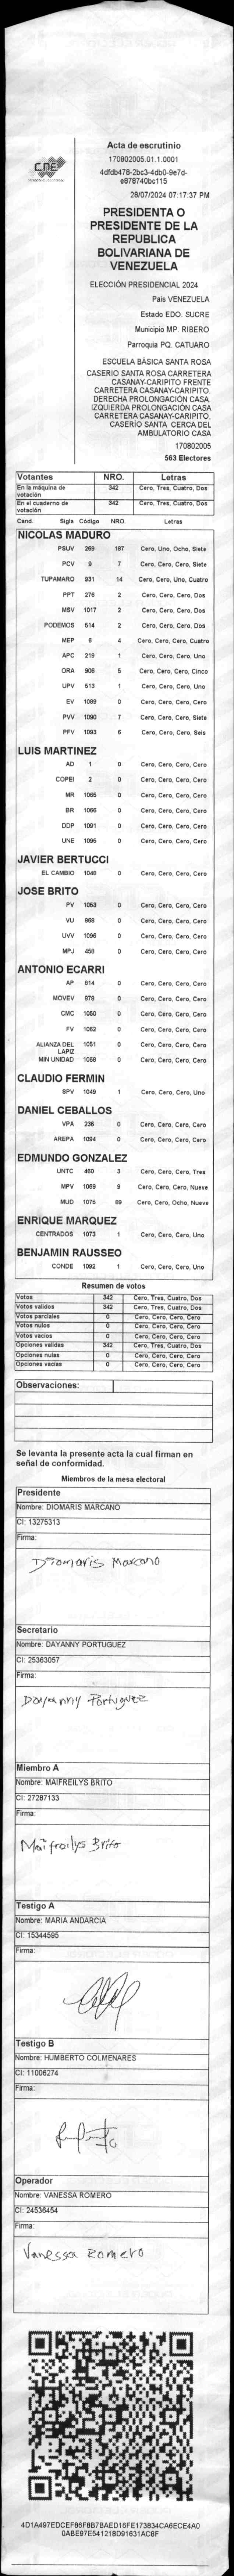 CNE
Acta de escrutinio
170802005.01.1.0001
4dfdb478-2bc3-4db0-9e7d-
e878740bc115
28/07/2024 07:17:37 PM
PRESIDENTA O
PRESIDENTE DE LA
REPUBLICA
BOLIVARIANA DE
VENEZUELA
ELECCIÓN PRESIDENCIAL 2024
País VENEZUELA
Estado EDO. SUCRE
Municipio MP. RIBERO
Parroquia PQ. CATUARO
ESCUELA BÁSICA SANTA ROSA
CASERIO SANTA ROSA CARRETERA
CASANAY-CARIPITO FRENTE
CARRETERA CASANAY-CARIPITO.
DERECHA PROLONGACIÓN CASA.
IZQUIERDA PROLONGACIÓN CASA
CARRETERA CASANAY-CARIPITO.
CASERÍO SANTA CERCA DEL
AMBULATORIO CASA
170802005
563 Electores
Votantes NRO. Letras
En la máquina de votación 342 Cero, Tres, Cuatro, Dos
En el cuaderno de votación 342 Cero, Tres, Cuatro, Dos
Cand. Sigla Código NRO. Letras
NICOLAS MADURO
PSUV 269 187 Cero, Uno, Ocho, Siete
PCV 9 7 Cero, Cero, Cero, Siete
TUPAMARO 931 14 Cero, Cero, Uno, Cuatro
PPT 276 2 Cero, Cero, Cero, Dos
MSV 1017 2 Cero, Cero, Cero, Dos
PODEMOS 514 2 Cero, Cero, Cero, Dos
MEP 6 4 Cero, Cero, Cero, Cuatro
APC 219 1 Cero, Cero, Cero, Uno
ORA 906 5 Cero, Cero, Cero, Cinco
UPV 513 1 Cero, Cero, Cero, Uno
EV 1089 0 Cero, Cero, Cero, Cero
PVV 1090 7 Cero, Cero, Cero, Siete
PFV 1093 6 Cero, Cero, Cero, Seis
LUIS MARTINEZ
AD 1 0 Cero, Cero, Cero, Cero
COPEI 2 0 Cero, Cero, Cero, Cero
MR 1065 0 Cero, Cero, Cero, Cero
BR 1066 0 Cero, Cero, Cero, Cero
DDP 1091 0 Cero, Cero, Cero, Cero
UNE 1095 0 Cero, Cero, Cero, Cero
JAVIER BERTUCCI
EL CAMBIO 1048 0 Cero, Cero, Cero, Cero
JOSE BRITO
PV 1053 0 Cero, Cero, Cero, Cero
VU 868 0 Cero, Cero, Cero, Cero
UVV 1096 0 Cero, Cero, Cero, Cero
MPJ 458 0 Cero, Cero, Cero, Cero
ANTONIO ECARRI
AP 814 0 Cero, Cero, Cero, Cero
MOVEV 878 0 Cero, Cero, Cero, Cero
CMC 1050 0 Cero, Cero, Cero, Cero
FV 1062 0 Cero, Cero, Cero, Cero
ALIANZA DEL LAPIZ 1051 0 Cero, Cero, Cero, Cero
MIN UNIDAD 1068 0 Cero, Cero, Cero, Cero
CLAUDIO FERMIN
SPV 1049 1 Cero, Cero, Cero, Uno
DANIEL CEBALLOS
VPA 236 0 Cero, Cero, Cero, Cero
AREPA 1094 0 Cero, Cero, Cero, Cero
EDMUNDO GONZALEZ
UNTC 460 3 Cero, Cero, Cero, Tres
MPV 1069 9 Cero, Cero, Cero, Nueve
MUD 1075 89 Cero, Cero, Ocho, Nueve
ENRIQUE MARQUEZ
CENTRADOS 1073 1 Cero, Cero, Cero, Uno
BENJAMIN RAUSSEO
CONDE 1092 1 Cero, Cero, Cero, Uno
Resumen de votos
Votos 342 Cero, Tres, Cuatro, Dos
Votos validos 342 Cero, Tres, Cuatro, Dos
Votos parciales 0 Cero, Cero, Cero, Cero
Votos nulos 0 Cero, Cero, Cero, Cero
Votos vacíos 0 Cero, Cero, Cero, Cero
Opciones validas 342 Cero, Tres, Cuatro, Dos
Opciones nulas 0 Cero, Cero, Cero, Cero
Opciones vacías 0 Cero, Cero, Cero, Cero
Observaciones:
Se levanta la presente acta la cual firman en
señal de conformidad.
Miembros de la mesa electoral
Presidente
Nombre: DIOMARIS MARCANO
CI: 13275313
Firma:
Diomaris Marcano
Secretario
Nombre: DAYANNY PORTUGUEZ
CI: 25363057
Firma:
Dayanny Portuguez
Miembro A
Nombre: MAIFREILYS BRITO
CI: 27287133
Firma:
Maifreilys Brito
Testigo A
Nombre: MARIA ANDARCIA
CI: 15344595
Firma:
Testigo B
Nombre: HUMBERTO COLMENARES
CI: 11006274
Firma:
Operador
Nombre: VANESSA ROMERO
CI: 24536454
Firma:
Vanessa Romero
4D1A497EDCEFB6F8B7BAED16FE173834CA6ECE4A0
0ABE97E541218D91631AC8F